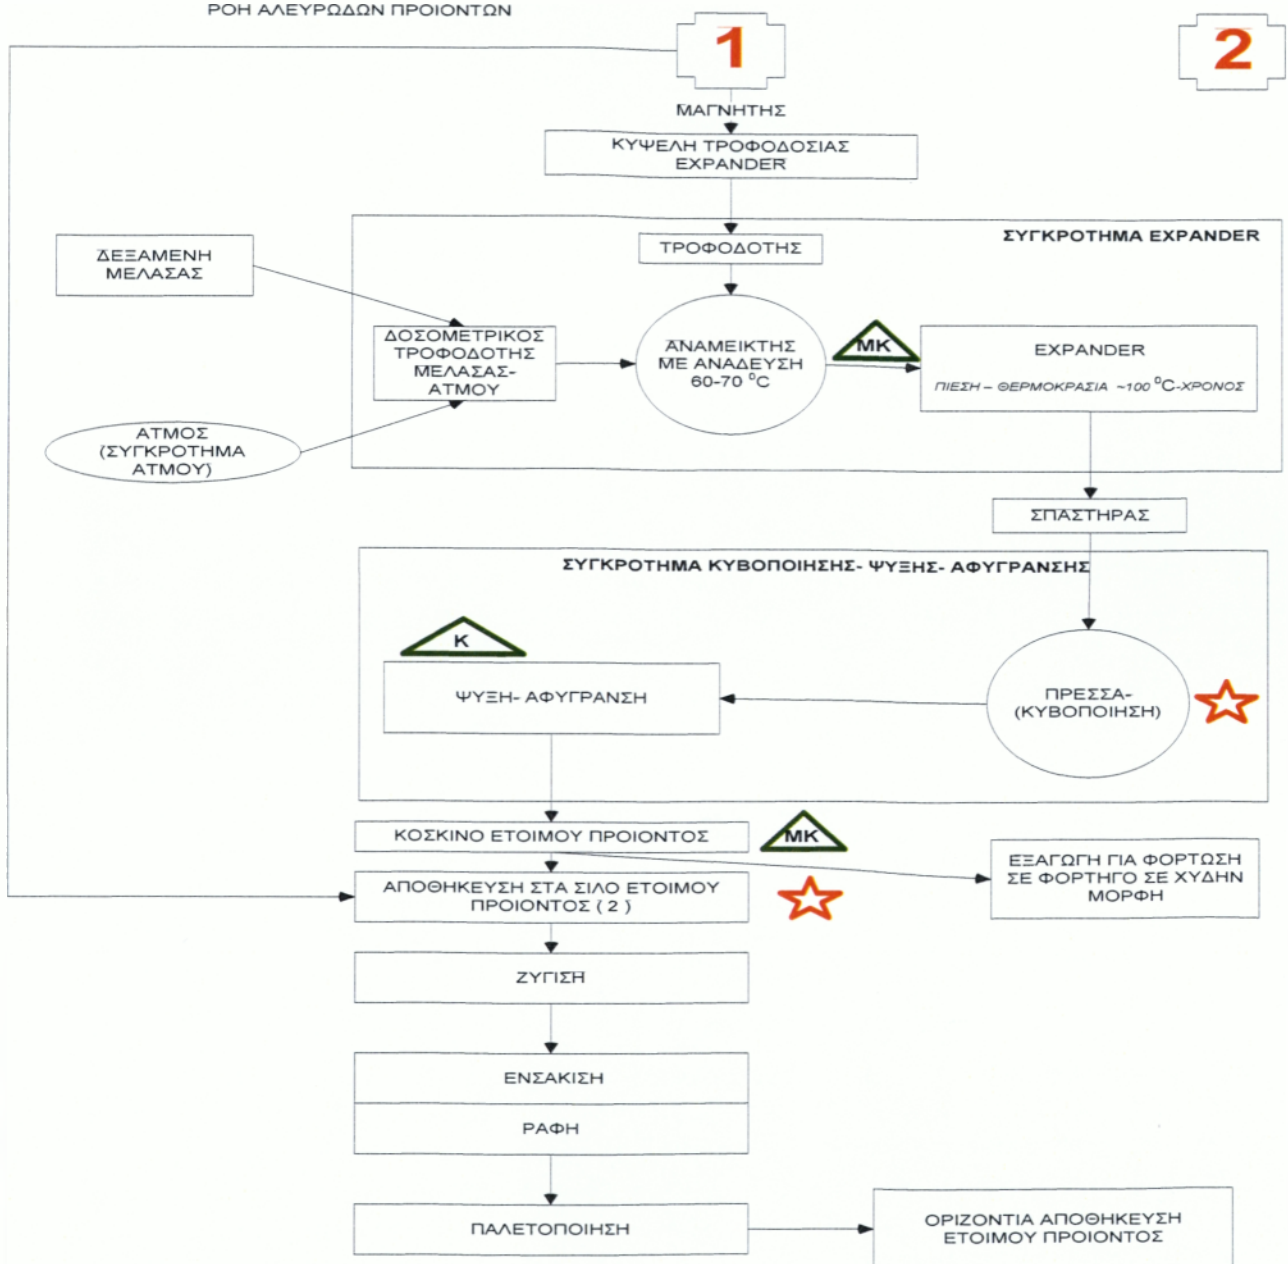 ΡΟΗ ΑΛΕΥΡΩΔΩΝ ΠΡΟΙΟΝΤΩΝ
1
2
ΜΑΓΝΗΤΗΣ
ΚΥΨΕΛΗ ΤΡΟΦΟΔΟΣΙΑΣ
EXPANDER
ΣΥΓΚΡΟΤΗΜΑ EXPANDER
ΤΡΟΦΟΔΟΤΗΣ
ΔΕΞΑΜΕΝΗ
ΜΕΛΑΣΑΣ
ΔΟΣΟΜΕΤΡΙΚΟΣ
ΤΡΟΦΟΔΟΤΗΣ
ΜΕΛΑΣΑΣ-
ΑΤΜΟΥ
ΑΝΑΜΕΙΚΤΗΣ
ΜΕ ΑΝΑΔΕΥΣΗ
60-70 ⁰C
ΜΚ
EXPANDER
ΠΙΕΣΗ – ΘΕΡΜΟΚΡΑΣΙΑ ~100 ⁰C-ΧΡΟΝΟΣ
ΑΤΜΟΣ
(ΣΥΓΚΡΟΤΗΜΑ
ΑΤΜΟΥ)
ΣΠΑΣΤΗΡΑΣ
ΣΥΓΚΡΟΤΗΜΑ ΚΥΒΟΠΟΙΗΣΗΣ- ΨΥΞΗΣ- ΑΦΥΓΡΑΝΣΗΣ
Κ
ΨΥΞΗ- ΑΦΥΓΡΑΝΣΗ
ΠΡΕΣΣΑ-
(ΚΥΒΟΠΟΙΗΣΗ)
ΚΟΣΚΙΝΟ ΕΤΟΙΜΟΥ ΠΡΟΙΟΝΤΟΣ
ΜΚ
ΕΞΑΓΩΓΗ ΓΙΑ ΦΟΡΤΩΣΗ
ΣΕ ΦΟΡΤΗΓΟ ΣΕ ΧΥΔΗΝ
ΜΟΡΦΗ
ΑΠΟΘΗΚΕΥΣΗ ΣΤΑ ΣΙΛΟ ΕΤΟΙΜΟΥ
ΠΡΟΙΟΝΤΟΣ ( 2 )
ΖΥΓΙΣΗ
ΕΝΣΑΚΙΣΗ
ΡΑΦΗ
ΠΑΛΕΤΟΠΟΙΗΣΗ
ΟΡΙΖΟΝΤΙΑ ΑΠΟΘΗΚΕΥΣΗ
ΕΤΟΙΜΟΥ ΠΡΟΙΟΝΤΟΣ